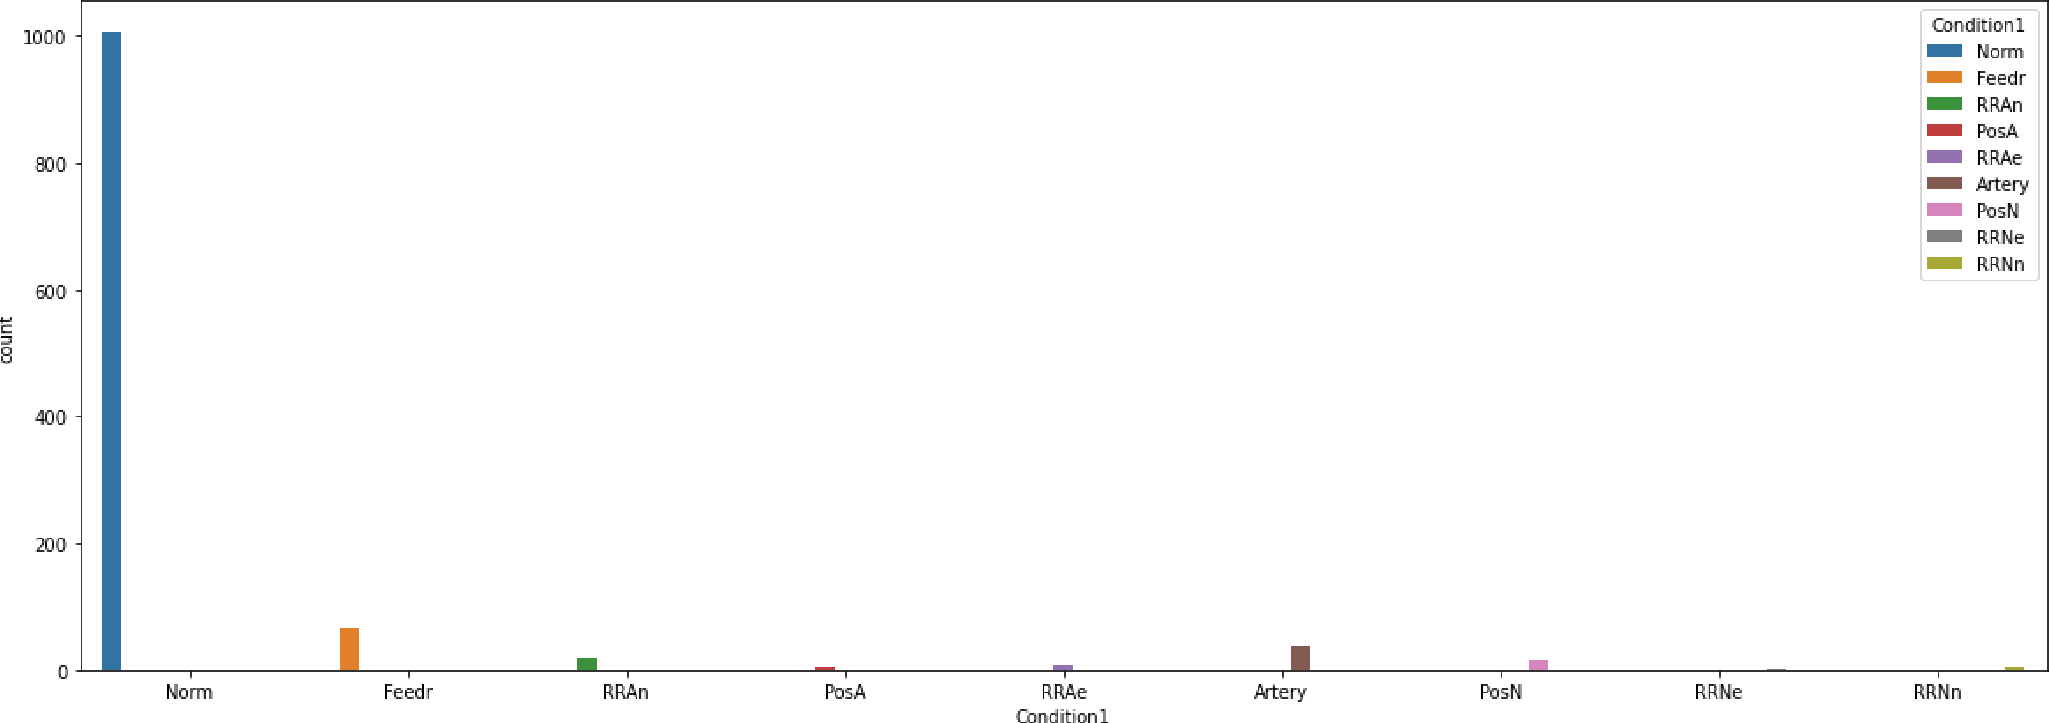 1000
800
600
400
200
0
count
Norm
Feedr
RRAn
PosA
RRAe
Artery
PosN
RRNe
RRNn
Condition1
Condition1
Norm
Feedr
RRAn
PosA
RRAe
Artery
PosN
RRNe
RRNn